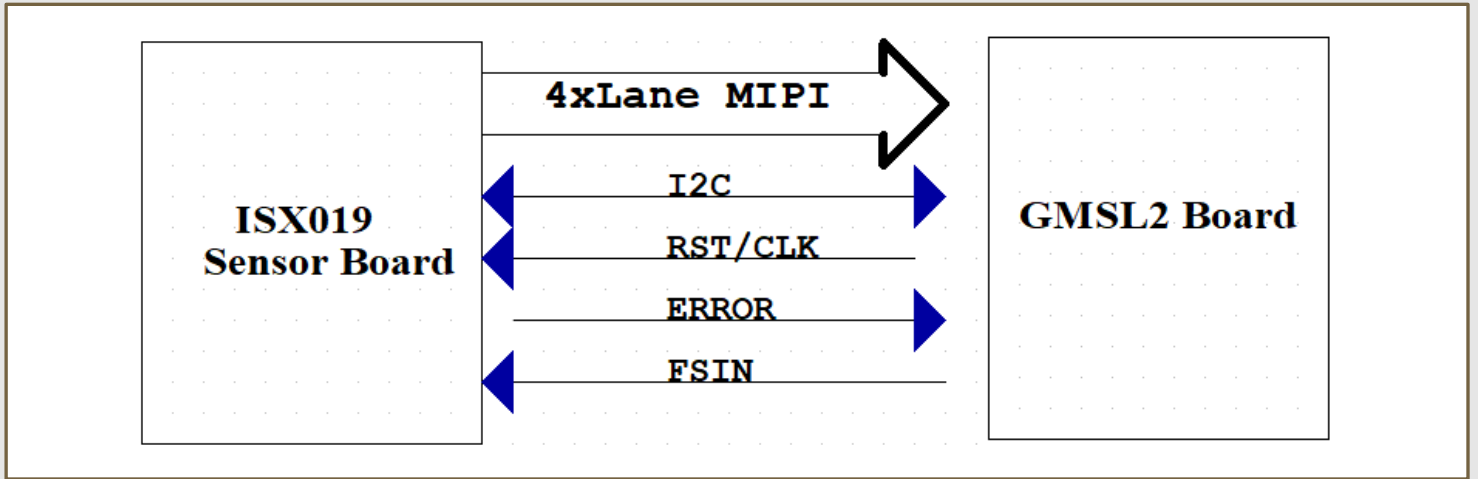 4xLane MIPI
I2C
ISX019
Sensor Board
GMSL2 Board
RST/CLK
ERROR
FSIN